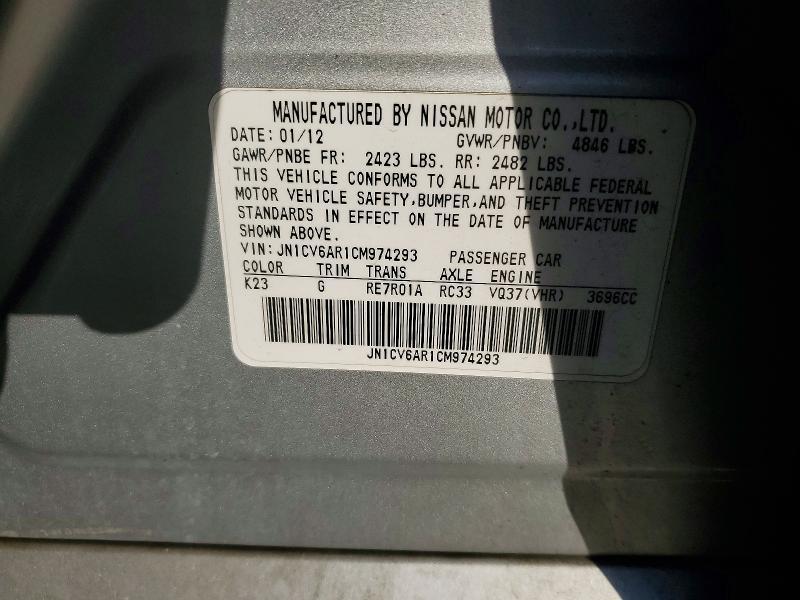 MANUFACTURED BY NISSAN MOTOR CO.,LTD.
DATE: 01/12 GVWR/PNBV: 4846 LBS.
GAWR/PNBE FR: 2423 LBS. RR: 2482 LBS.
THIS VEHICLE CONFORMS TO ALL APPLICABLE FEDERAL
MOTOR VEHICLE SAFETY,BUMPER,AND THEFT PREVENTION
STANDARDS IN EFFECT ON THE DATE OF MANUFACTURE
SHOWN ABOVE.
VIN: JN1CV6AR1CM974293 PASSENGER CAR
COLOR TRIM TRANS AXLE ENGINE
K23 G RE7R01A RC33 VQ37(VHR) 3696CC
JN1CV6AR1CM974293